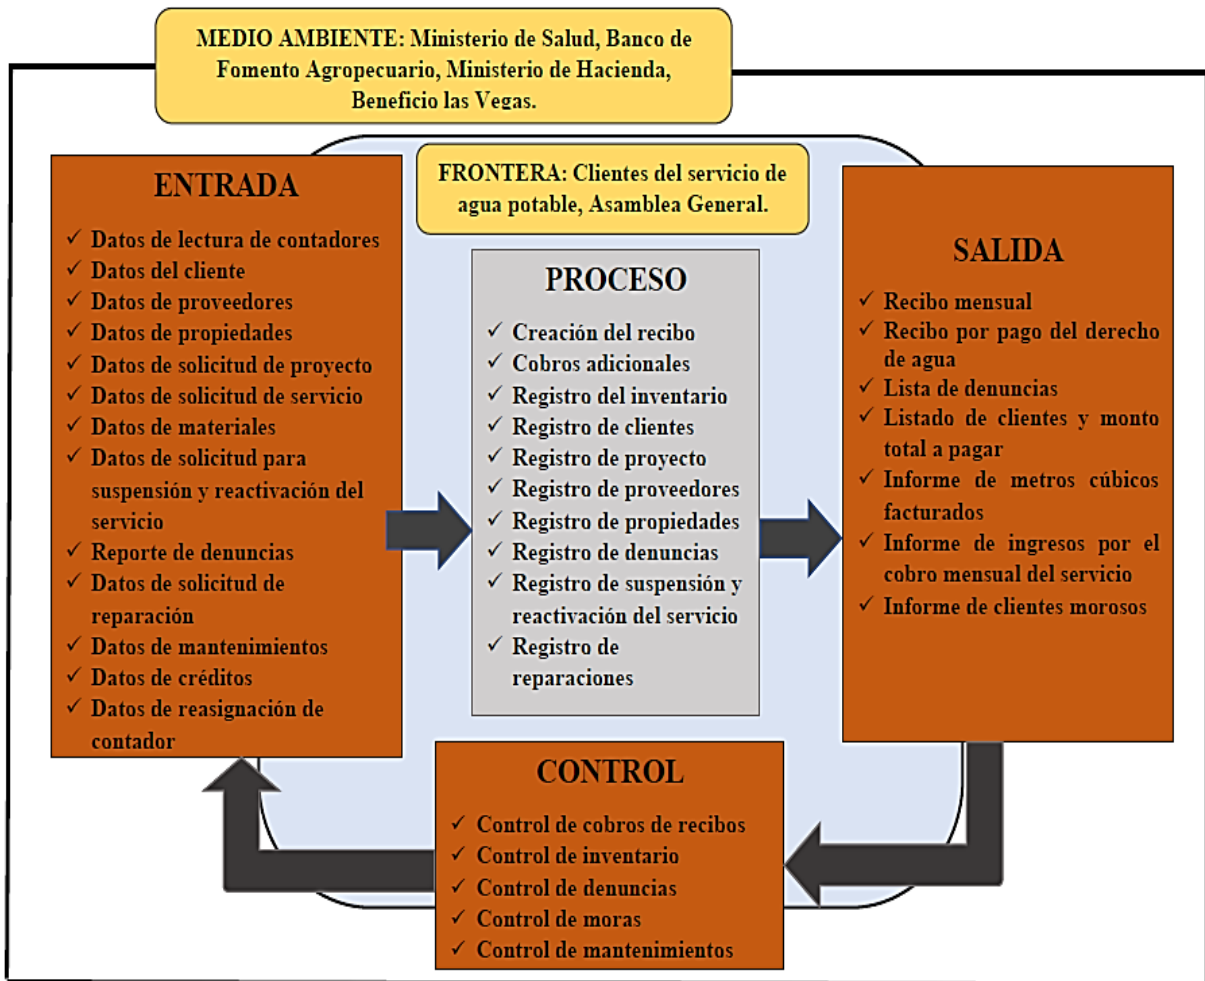 MEDIO AMBIENTE: Ministerio de Salud, Banco de
Fomento Agropecuario, Ministerio de Hacienda,
Beneficio las Vegas.
FRONTERA: Clientes del servicio de
agua potable, Asamblea General.
ENTRADA
✓ Datos de lectura de contadores
✓ Datos del cliente
✓ Datos de proveedores
✓ Datos de propiedades
✓ Datos de solicitud de proyecto
✓ Datos de solicitud de servicio
✓ Datos de materiales
✓ Datos de solicitud para
suspensión y reactivación del
servicio
✓ Reporte de denuncias
✓ Datos de solicitud de
reparación
✓ Datos de mantenimientos
✓ Datos de créditos
✓ Datos de reasignación de
contador
PROCESO
✓ Creación del recibo
✓ Cobros adicionales
✓ Registro del inventario
✓ Registro de clientes
✓ Registro de proyecto
✓ Registro de proveedores
✓ Registro de propiedades
✓ Registro de denuncias
✓ Registro de suspensión y
reactivación del servicio
✓ Registro de
reparaciones
SALIDA
✓ Recibo mensual
✓ Recibo por pago del derecho
de agua
✓ Lista de denuncias
✓ Listado de clientes y monto
total a pagar
✓ Informe de metros cúbicos
facturados
✓ Informe de ingresos por el
cobro mensual del servicio
✓ Informe de clientes morosos
CONTROL
✓ Control de cobros de recibos
✓ Control de inventario
✓ Control de denuncias
✓ Control de moras
✓ Control de mantenimientos